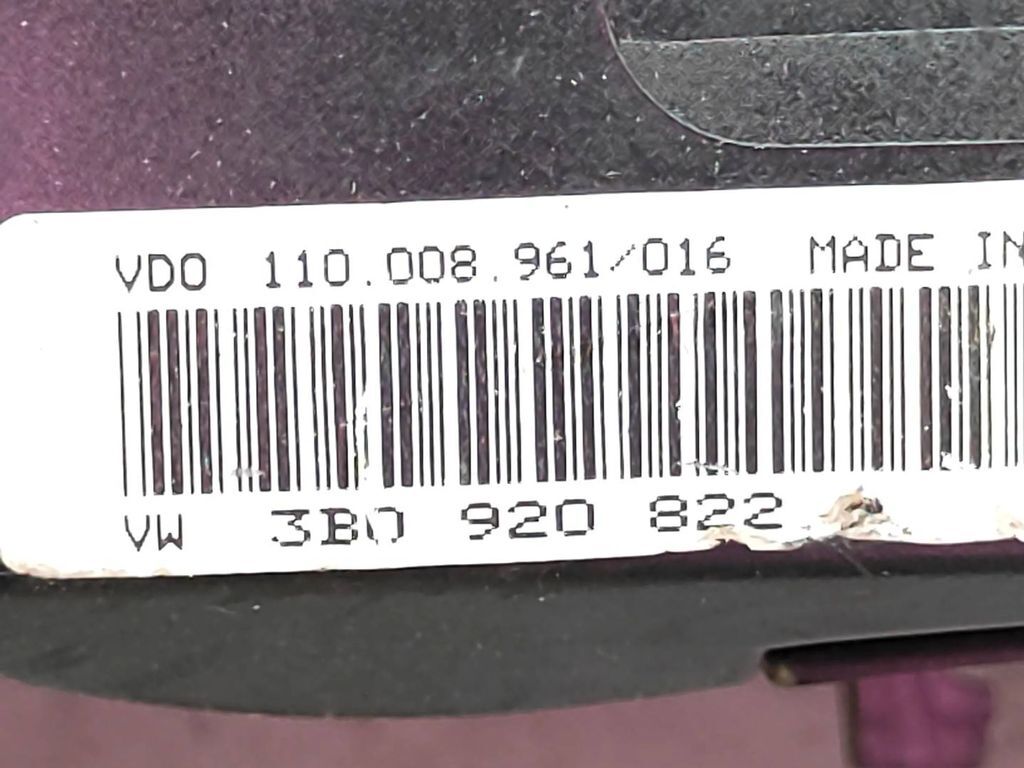 VDO 110.008.961/016 MADE IN
VW 3B0 920 822